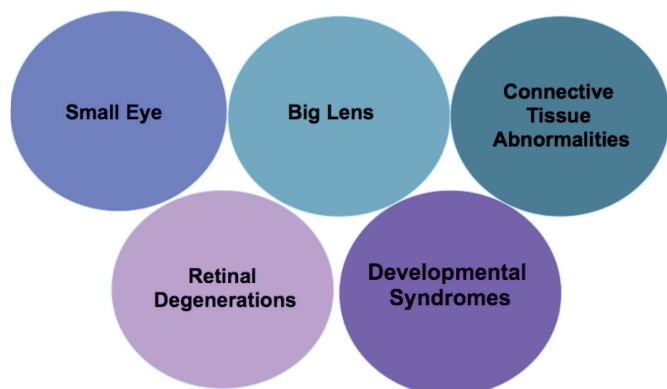 Small Eye
Big Lens
Connective
Tissue
Abnormalities
Retinal
Degenerations
Developmental
Syndromes